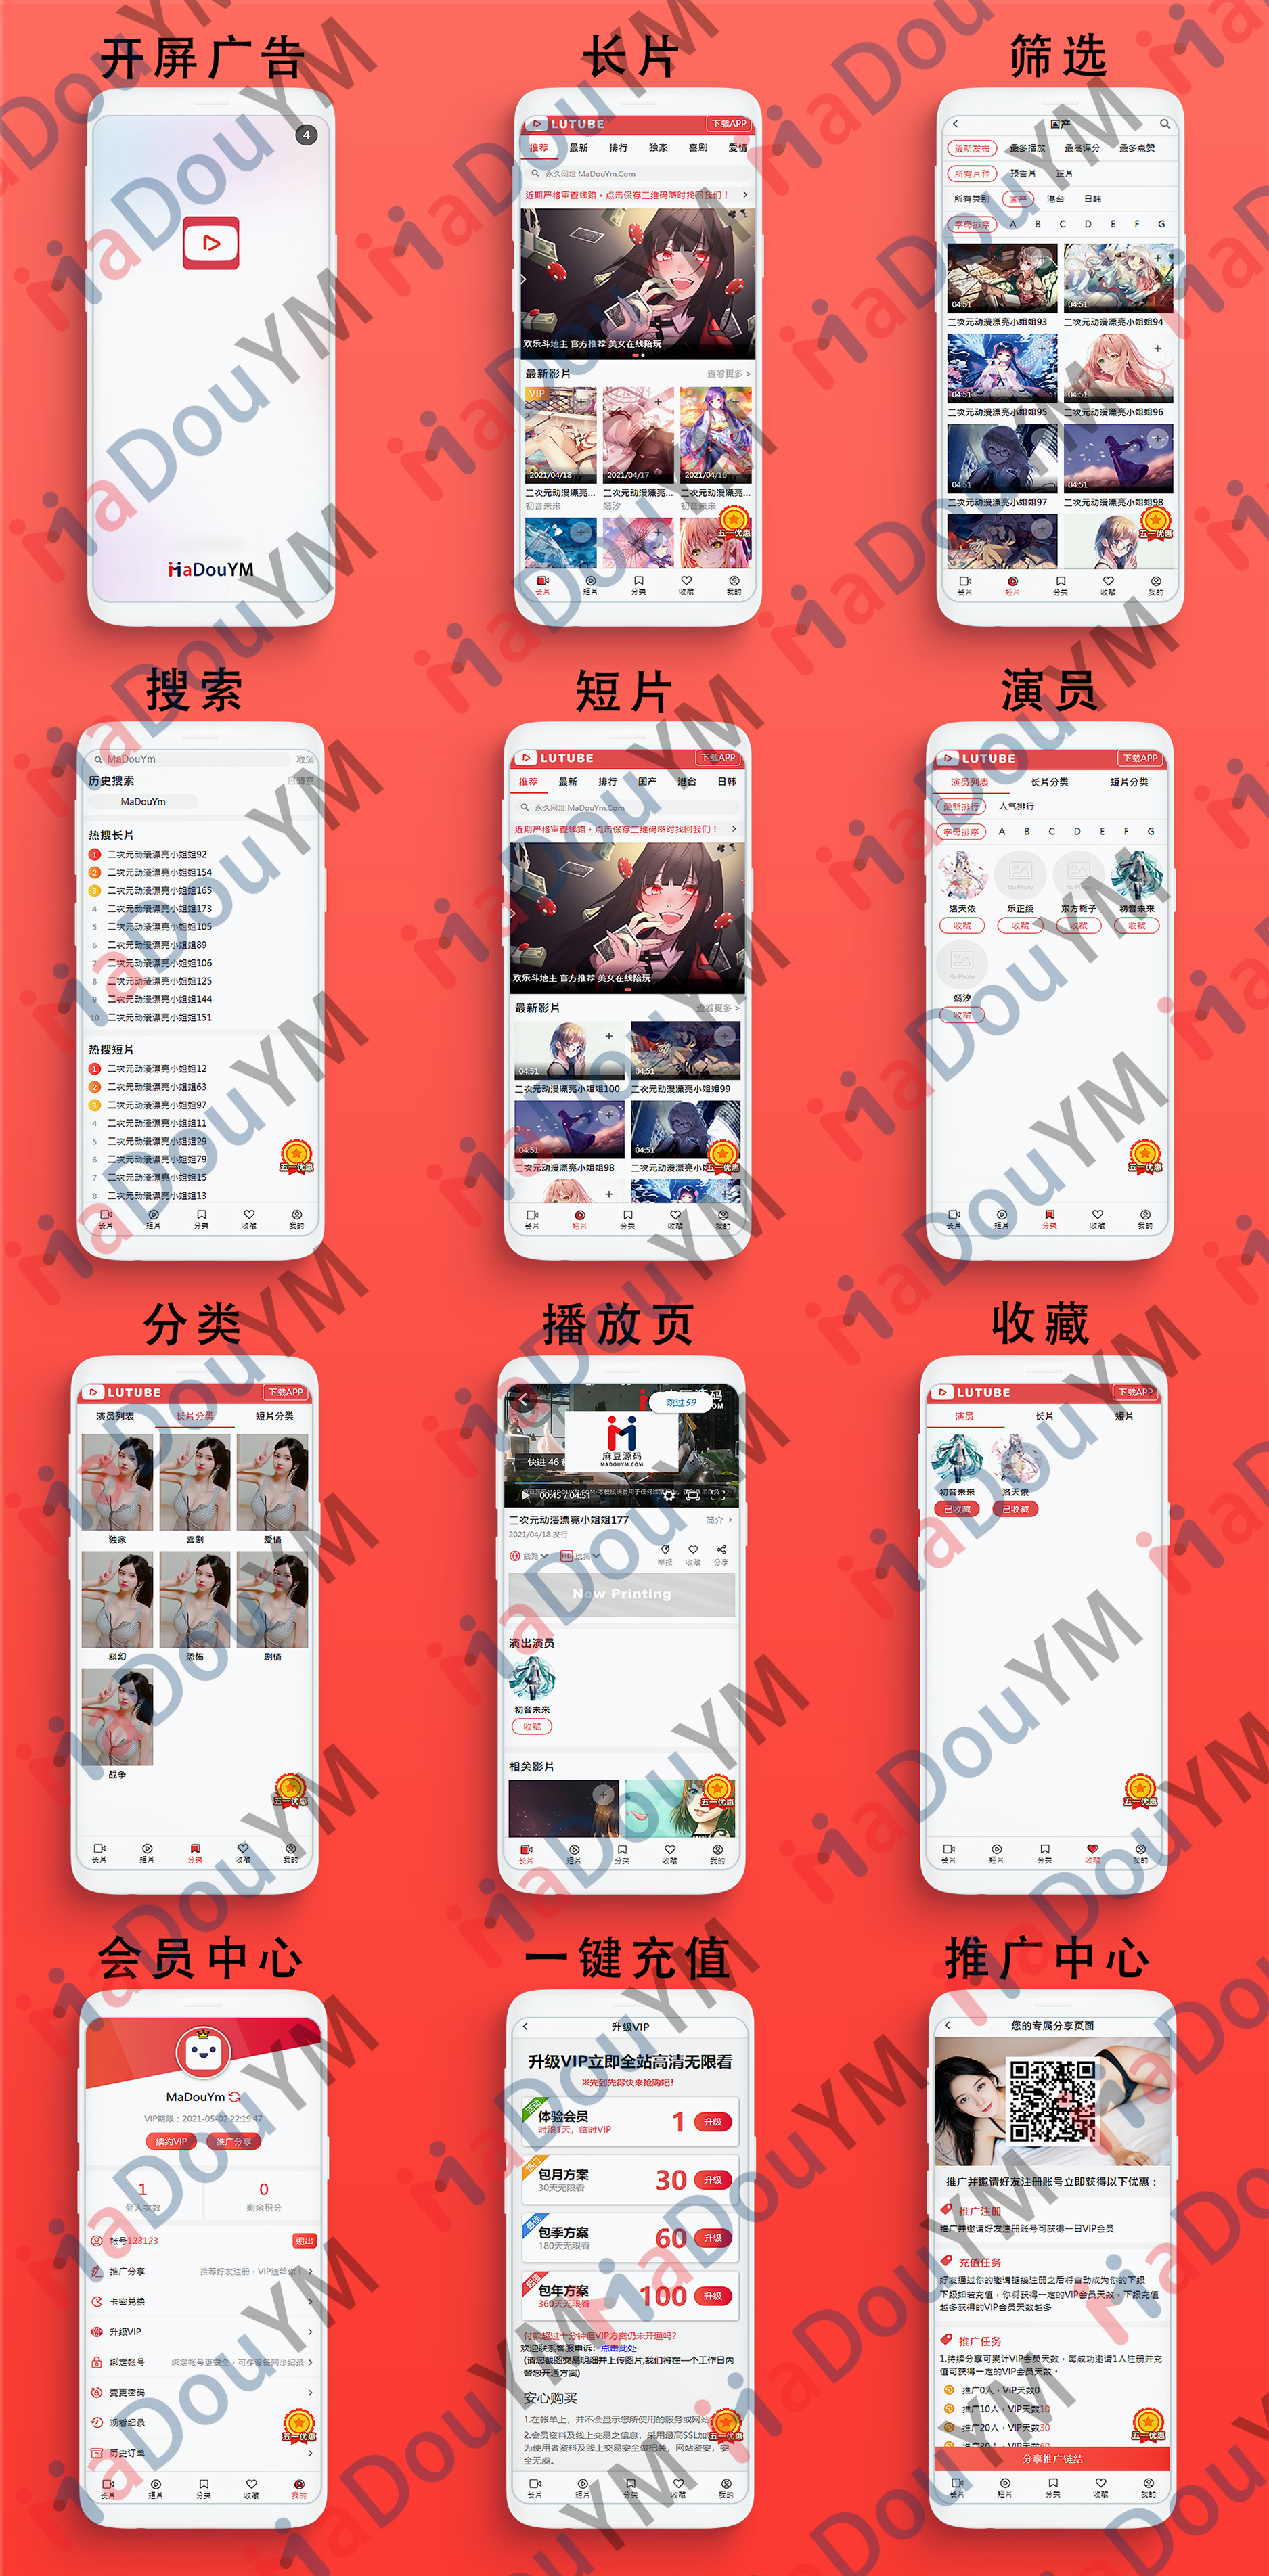 开屏广告
4
MaDouYM
长片
LUTUBE
下载APP
推荐 最新 排行 独家 喜剧 爱情
永久网址 MaDouYm.Com
近期严格审查线路，点击保存二维码随时找回我们！
欢乐斗地主 官方推荐 美女在线陪玩
最新影片 查看更多 >
VIP
2021/04/18 2021/04/17 2021/04/16
二次元动漫漂亮... 二次元动漫漂亮... 二次元动漫漂亮...
初音未来 嫣汐 初音未来
五一优惠
长片 短片 分类 收藏 我的
筛选
国产
最新发布 最多播放 最高评分 最多点赞
所有片种 预告片 正片
所有类别 国产 港台 日韩
字母排序 A B C D E F G
04:51 04:51
二次元动漫漂亮小姐姐93 二次元动漫漂亮小姐姐94
04:51 04:51
二次元动漫漂亮小姐姐95 二次元动漫漂亮小姐姐96
04:51 04:51
二次元动漫漂亮小姐姐97 二次元动漫漂亮小姐姐98
五一优惠
长片 短片 分类 收藏 我的
搜索
MaDouYm 取消
历史搜索
MaDouYm
热搜长片
1 二次元动漫漂亮小姐姐92
2 二次元动漫漂亮小姐姐154
3 二次元动漫漂亮小姐姐165
4 二次元动漫漂亮小姐姐173
5 二次元动漫漂亮小姐姐105
6 二次元动漫漂亮小姐姐89
7 二次元动漫漂亮小姐姐106
8 二次元动漫漂亮小姐姐125
9 二次元动漫漂亮小姐姐144
10 二次元动漫漂亮小姐姐151
热搜短片
1 二次元动漫漂亮小姐姐12
2 二次元动漫漂亮小姐姐63
3 二次元动漫漂亮小姐姐97
4 二次元动漫漂亮小姐姐11
5 二次元动漫漂亮小姐姐29
6 二次元动漫漂亮小姐姐79
7 二次元动漫漂亮小姐姐15
8 二次元动漫漂亮小姐姐13
五一优惠
长片 短片 分类 收藏 我的
短片
LUTUBE
下载APP
推荐 最新 排行 国产 港台 日韩
永久网址 MaDouYm.Com
近期严格审查线路，点击保存二维码随时找回我们！
欢乐斗地主 官方推荐 美女在线陪玩
最新影片 查看更多 >
04:51 04:51
二次元动漫漂亮小姐姐100 二次元动漫漂亮小姐姐99
04:51 04:51
二次元动漫漂亮小姐姐98 二次元动漫漂亮小
五一优惠
长片 短片 分类 收藏 我的
演员
LUTUBE
下载APP
演员列表 长片分类 短片分类
最新排行 人气排行
字母排序 A B C D E F G
No Photo No Photo
洛天依 乐正绫 东方栀子 初音未来
收藏 收藏 收藏 收藏
No Photo
嫣汐
收藏
五一优惠
长片 短片 分类 收藏 我的
分类
LUTUBE
下载APP
演员列表 长片分类 短片分类
独家 喜剧 爱情
科幻 恐怖 剧情
战争
五一优惠
长片 短片 分类 收藏 我的
播放页
跳过 59
麻豆源码
MADOUYM.COM
快进 46
00:45 / 04:51
二次元动漫漂亮小姐姐177 简介 >
2021/04/18 发行
线路 HD 选集 举报 收藏 分享
Now Printing
演出演员
初音未来
收藏
相关影片
五一优惠
长片 短片 分类 收藏 我的
收藏
LUTUBE
下载APP
演员 长片 短片
初音未来 洛天依
已收藏 已收藏
五一优惠
长片 短片 分类 收藏 我的
会员中心
MaDouYm
VIP期限：2021-05-02 22:19:47
续约VIP 推广分享
1 0
登入次数 剩余积分
帐号123123 退出
推广分享 推荐好友注册，VIP送给你！ >
卡密兑换 >
升级VIP >
绑定帐号 绑定帐号更安全，可多设备同步纪录 >
变更密码 >
观看纪录
历史订单 >
五一优惠
长片 短片 分类 收藏 我的
一键充值
升级VIP
升级VIP立即全站高清无限看
※先到先得快来抢购吧！
活动 体验会员 1 升级
时限1天，临时VIP
热门 包月方案 30 升级
30天无限看
最佳 包季方案 60 升级
180天无限看
超值 包年方案 100 升级
360天无限看
付款超过十分钟但VIP方案仍未开通吗?
欢迎联系客服申诉：点击此处
(请您截图交易明细并上传图片,我们将在一个工作日内
替您开通方案)
安心购买
1.在帐单上，并不会显示您所使用的服务或网站
2.会员资料及线上交易之信息，采用最高SSL加
为使用者资料及线上交易安全做把关，网站资安，安
全无虞。
五一优惠
长片 短片 分类 收藏 我的
推广中心
您的专属分享页面
推广并邀请好友注册账号立即获得以下优惠：
推广注册
推广并邀请好友注册账号可获得一日VIP会员
充值任务
好友通过你的邀请链接注册之后将自动成为你的下级
下级如若充值，你将获得一定的VIP会员天数，下级充值
越多获得的VIP会员天数越多
推广任务
1.持续分享可累计VIP会员天数，每成功邀请1人注册并充
值可获得一定的VIP会员天数，
推广0人，VIP天数0
推广10人，VIP天数10
推广20人，VIP天数30
推广30人，VIP天数60
五一优惠
分享推广链结
长片 短片 分类 收藏 我的